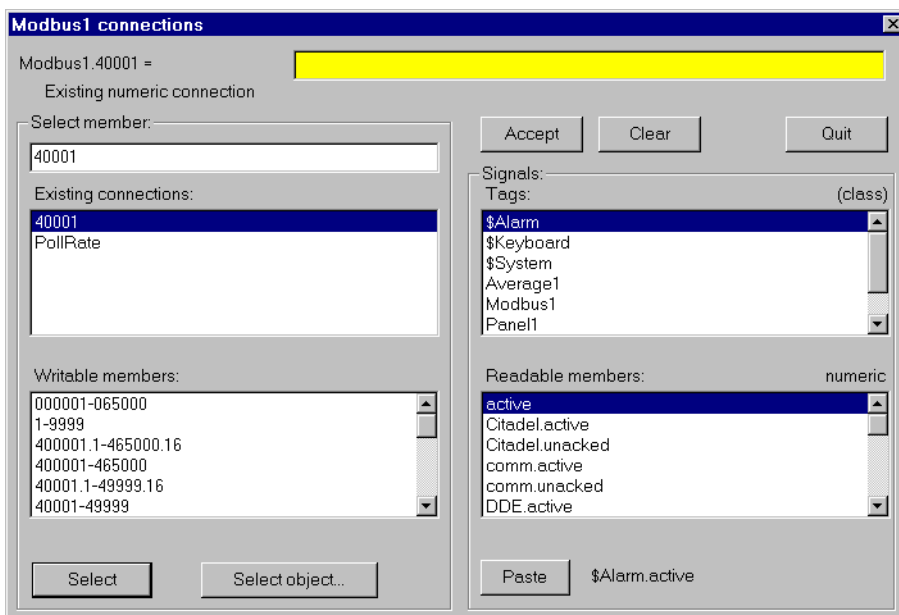 Modbus1 connections
Modbus1.40001 =
Existing numeric connection
Select member:
40001
Existing connections:
40001
PollRate
Writable members:
000001-065000
1-9999
400001.1-465000.16
400001-465000
40001.1-49999.16
40001-49999
Select
Select object...
Accept
Clear
Quit
Signals:
Tags:
(class)
$Alarm
$Keyboard
$System
Average1
Modbus1
Panel1
Readable members:
numeric
active
Citadel.active
Citadel.unacked
comm.active
comm.unacked
DDE.active
Paste
$Alarm.active